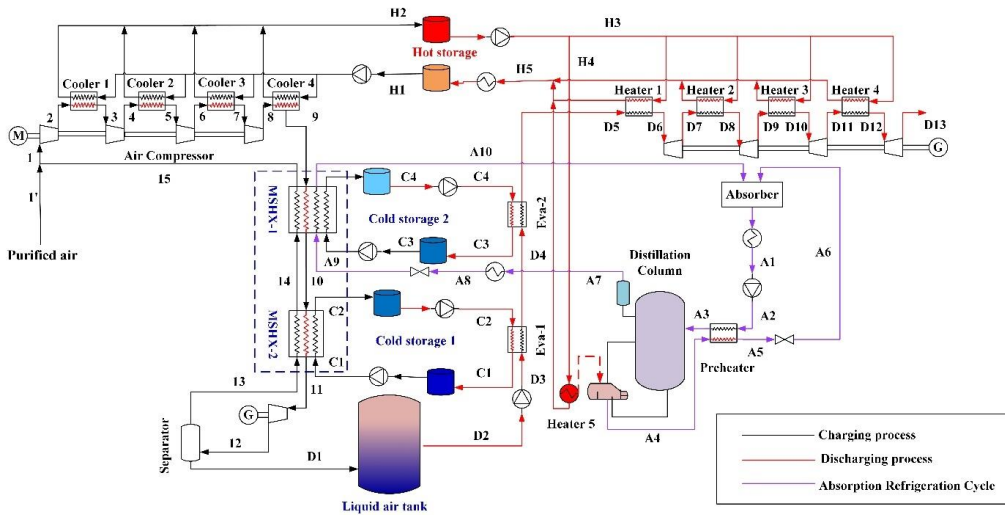 H2
H3
Hot storage
Cooler 1
Cooler 2
Cooler 3
Cooler 4
H1
H5
H4
Heater 1
Heater 2
Heater 3
Heater 4
M
2
3
4
5
6
7
8
9
D5
D6
D7
D8
D9
D10
D11
D12
D13
G
1
Air Compressor
15
A10
1'
MSHX-1
C4
C4
Cold storage 2
Eva-2
Absorber
Purified air
C3
C3
A9
D4
A1
A6
Distillation
Column
14
10
A8
A7
C2
C2
A3
A2
MSHX-2
Cold storage 1
Eva-1
A5
Preheater
C1
C1
D3
13
11
G
Heater 5
A4
Separator
12
D1
D2
Liquid air tank
Charging process
Discharging process
Absorption Refrigeration Cycle